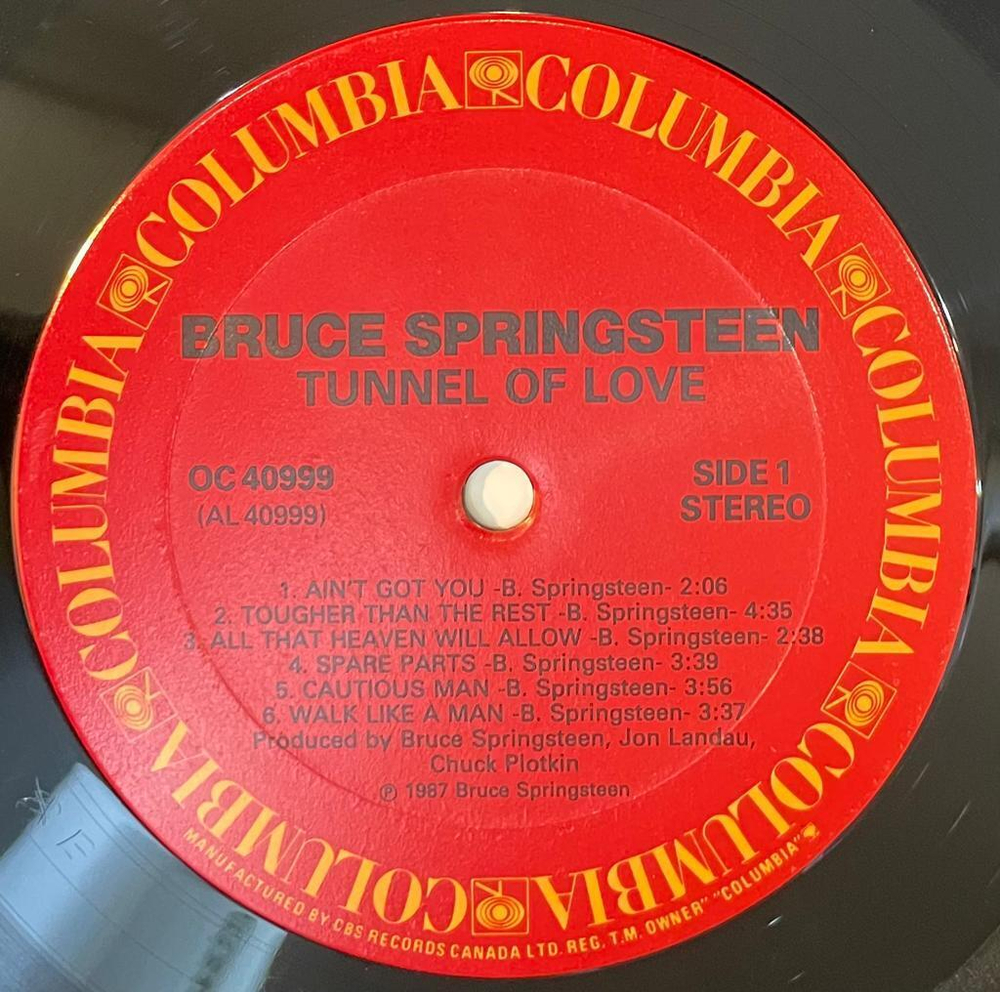 COLUMBIA COLUMBIA COLUMBIA COLUMBIA COLUMBIA COLUMBIA
BRUCE SPRINGSTEEN
TUNNEL OF LOVE
OC 40999
(AL 40999)
SIDE 1
STEREO
1. AIN'T GOT YOU -B. Springsteen- 2:06
2. TOUGHER THAN THE REST -B. Springsteen- 4:35
3. ALL THAT HEAVEN WILL ALLOW -B. Springsteen- 2:38
4. SPARE PARTS -B. Springsteen- 3:39
5. CAUTIOUS MAN -B. Springsteen- 3:56
6. WALK LIKE A MAN -B. Springsteen- 3:37
Produced by Bruce Springsteen, Jon Landau,
Chuck Plotkin
℗ 1987 Bruce Springsteen
MANUFACTURED BY CBS RECORDS CANADA LTD. REG. T.M. OWNER" "COLUMBIA"